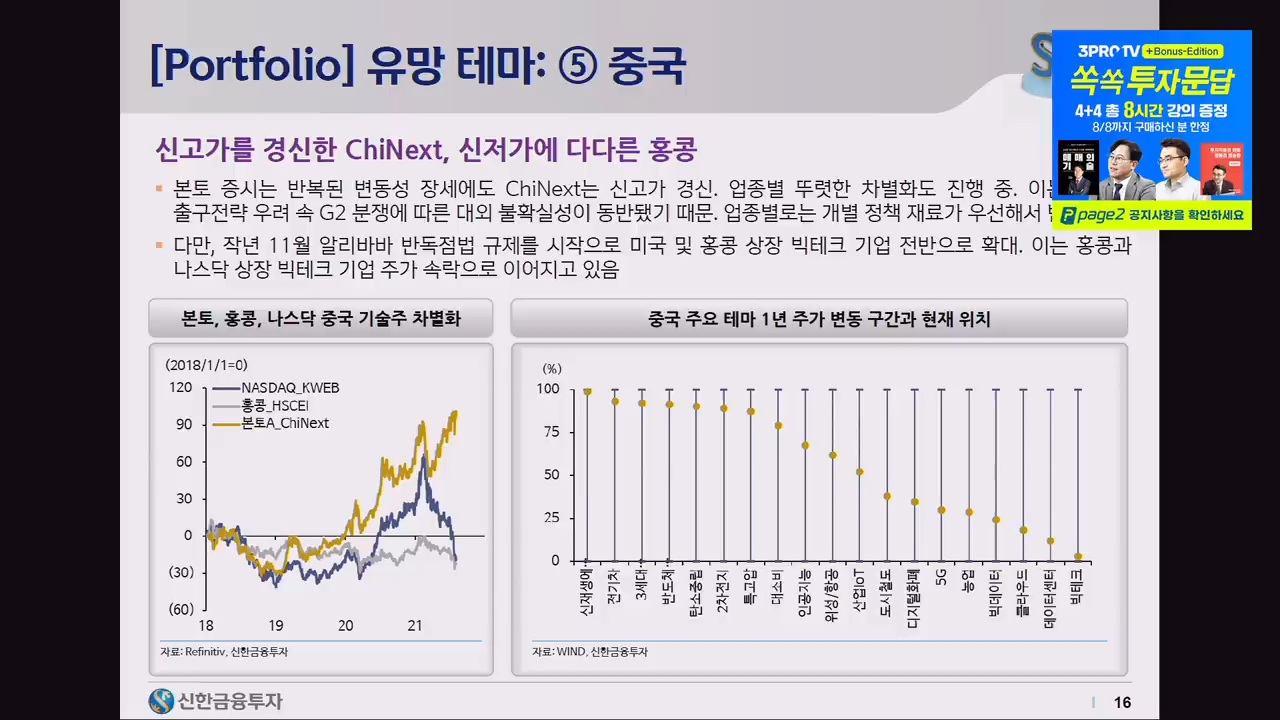 [Portfolio] 유망 테마: ⑤ 중국
3PROTV +Bonus-Edition
쏙쏙 투자문답
4+4 총 8시간 강의 증정
8/8까지 구매하신 분 한정
매매의
기술
page2 공지사항을 확인하세요
신고가를 경신한 ChiNext, 신저가에 다다른 홍콩
▪ 본토 증시는 반복된 변동성 장세에도 ChiNext는 신고가 경신. 업종별 뚜렷한 차별화도 진행 중. 이는
출구전략 우려 속 G2 분쟁에 따른 대외 불확실성이 동반됐기 때문. 업종별로는 개별 정책 재료가 우선해서
▪ 다만, 작년 11월 알리바바 반독점법 규제를 시작으로 미국 및 홍콩 상장 빅테크 기업 전반으로 확대. 이는 홍콩과
나스닥 상장 빅테크 기업 주가 속락으로 이어지고 있음
본토, 홍콩, 나스닥 중국 기술주 차별화
(2018/1/1=0)
NASDAQ_KWEB
홍콩_HSCEI
본토A_ChiNext
120
90
60
30
0
(30)
(60)
18 19 20 21
자료: Refinitiv, 신한금융투자
중국 주요 테마 1년 주가 변동 구간과 현재 위치
(%)
100
75
50
25
0
신재생에…
전기차
3세대…
반도체…
탄소중립
2차전지
특고압
대소비
인공지능
위성/항공
산업IoT
도시철도
디지털화폐
5G
농업
빅데이터
클라우드
데이터센터
빅테크
자료: WIND, 신한금융투자
신한금융투자
16